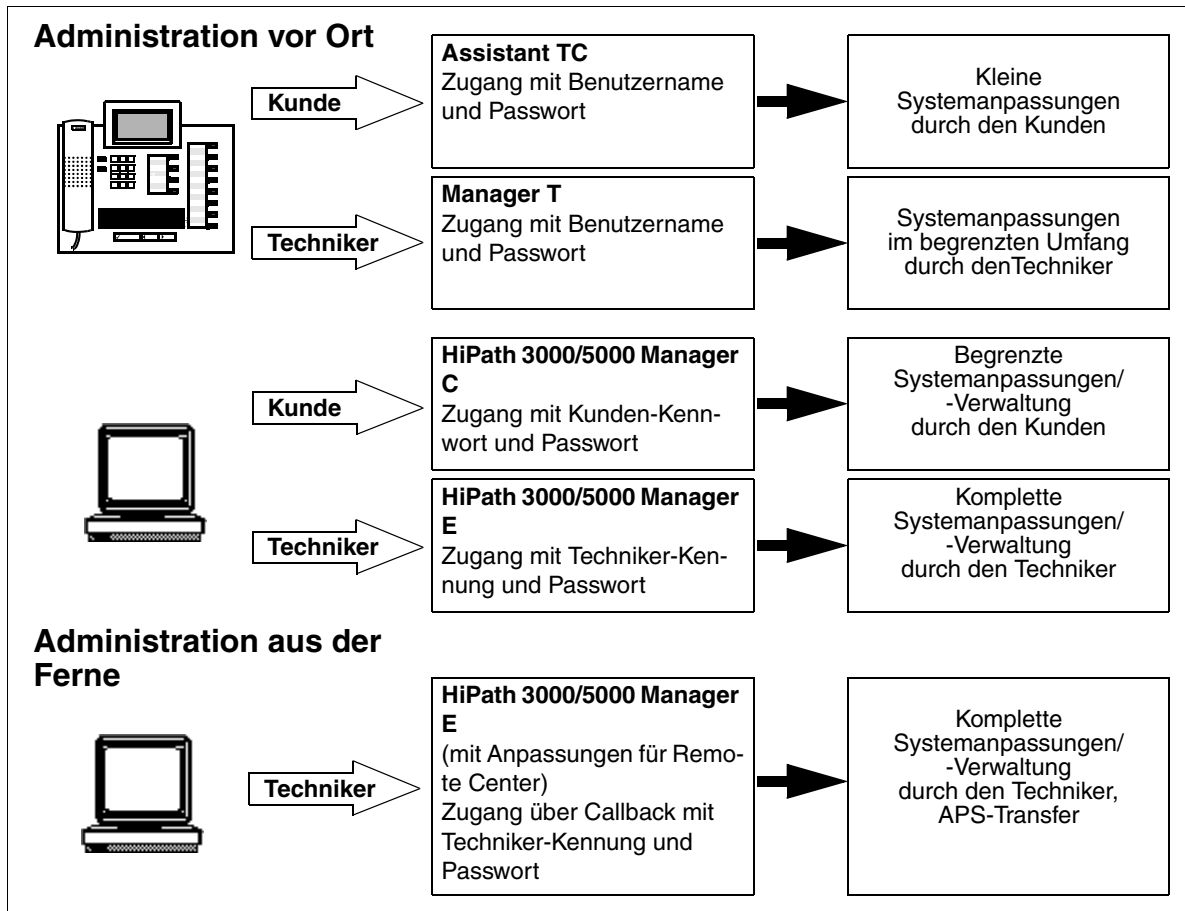 Administration vor Ort
Kunde
Assistant TC
Zugang mit Benutzername
und Passwort
Kleine
Systemanpassungen
durch den Kunden
Techniker
Manager T
Zugang mit Benutzername
und Passwort
Systemanpassungen
im begrenzten Umfang
durch denTechniker
Kunde
HiPath 3000/5000 Manager
C
Zugang mit Kunden-Kenn-
wort und Passwort
Begrenzte
Systemanpassungen/
-Verwaltung
durch den Kunden
Techniker
HiPath 3000/5000 Manager
E
Zugang mit Techniker-Ken-
nung und Passwort
Komplette
Systemanpassungen/
-Verwaltung
durch den Techniker
Administration aus der
Ferne
Techniker
HiPath 3000/5000 Manager
E
(mit Anpassungen für Remo-
te Center)
Zugang über Callback mit
Techniker-Kennung und
Passwort
Komplette
Systemanpassungen/
-Verwaltung
durch den Techniker,
APS-Transfer